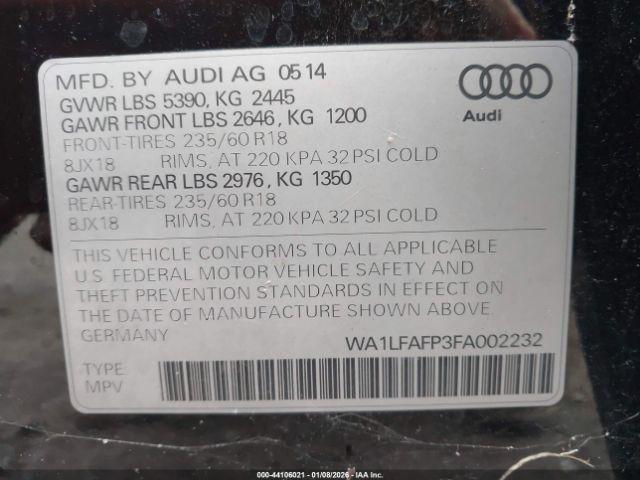 MFD. BY AUDI AG 0514
GVWR LBS 5390, KG 2445
GAWR FRONT LBS 2646, KG 1200
FRONT-TIRES 235/60 R18
8JX18 RIMS, AT 220 KPA 32 PSI COLD
GAWR REAR LBS 2976, KG 1350
REAR-TIRES 235/60 R18
8JX18 RIMS, AT 220 KPA 32 PSI COLD
Audi
THIS VEHICLE CONFORMS TO ALL APPLICABLE
U.S. FEDERAL MOTOR VEHICLE SAFETY AND
THEFT PREVENTION STANDARDS IN EFFECT ON
THE DATE OF MANUFACTURE SHOWN ABOVE.
GERMANY
WA1LFAFP3FA002232
TYPE
MPV
000-44106021 - 01/08/2026 - IAA Inc.